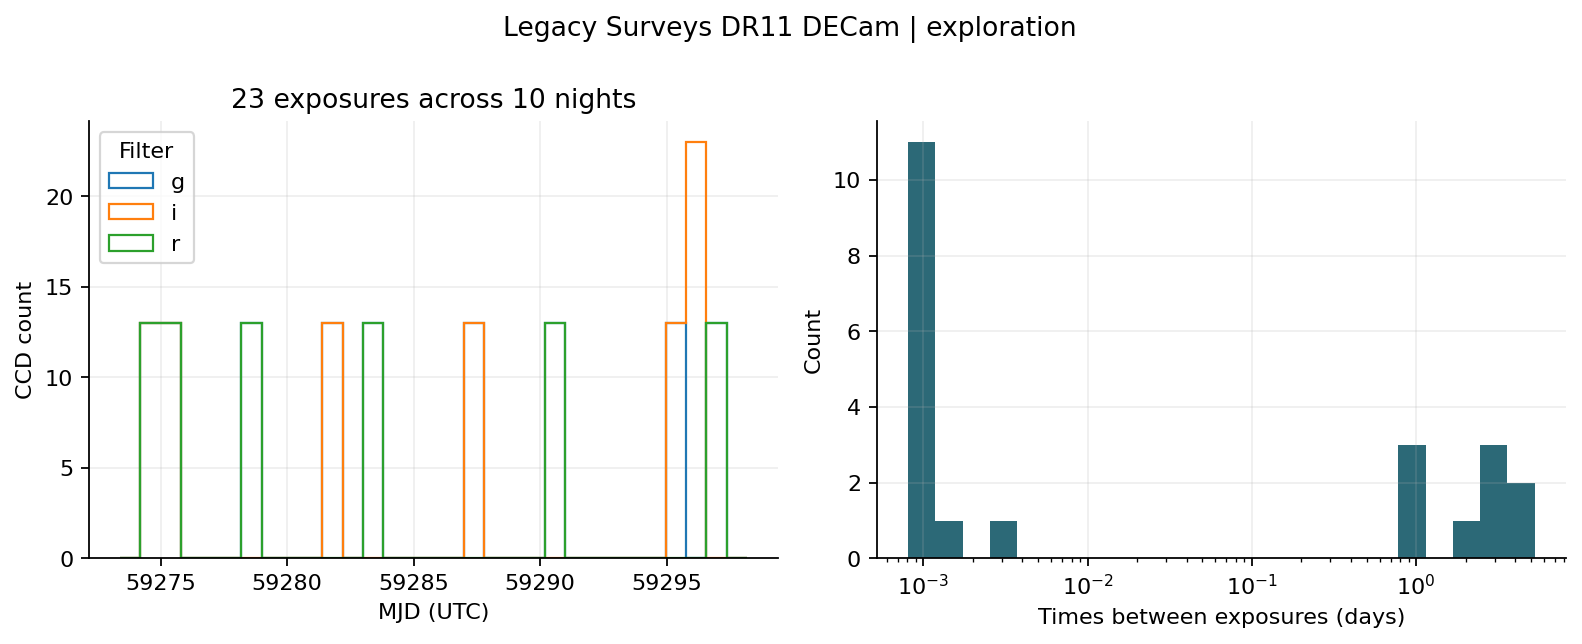 Legacy Surveys DR11 DECam | exploration
23 exposures across 10 nights
Filter
g
i
r
CCD count
20
15
10
5
0
59275 59280 59285 59290 59295
MJD (UTC)
Count
10
8
6
4
2
0
10⁻³ 10⁻² 10⁻¹ 10⁰
Times between exposures (days)